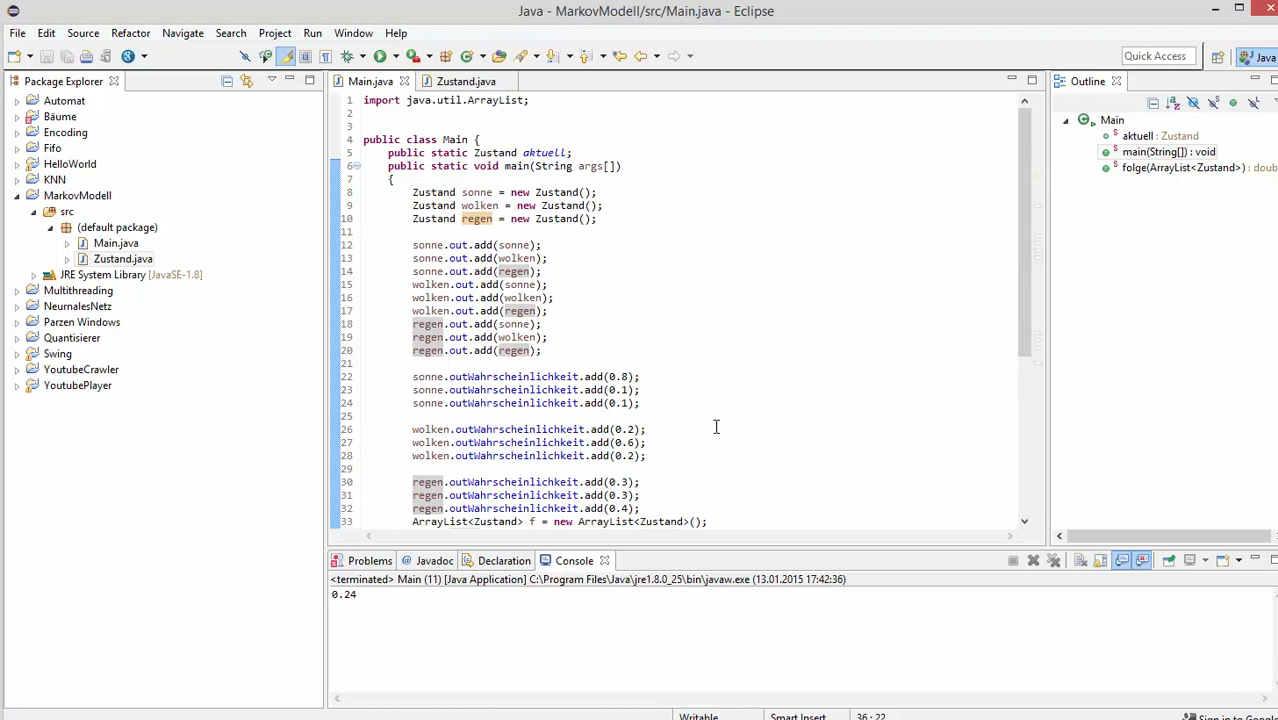 Java - MarkovModell/src/Main.java - Eclipse
File Edit Source Refactor Navigate Search Project Run Window Help
Quick Access
Java
Package Explorer
Automat
Bäume
Encoding
Fifo
HelloWorld
KNN
MarkovModell
src
(default package)
Main.java
Zustand.java
JRE System Library [JavaSE-1.8]
Multithreading
NeurnalesNetz
Parzen Windows
Quantisierer
Swing
YoutubeCrawler
YoutubePlayer
Main.java Zustand.java
1 import java.util.ArrayList;
2
3
4 public class Main {
5 public static Zustand aktuell;
6 public static void main(String args[])
7 {
8 Zustand sonne = new Zustand();
9 Zustand wolken = new Zustand();
10 Zustand regen = new Zustand();
11
12 sonne.out.add(sonne);
13 sonne.out.add(wolken);
14 sonne.out.add(regen);
15 wolken.out.add(sonne);
16 wolken.out.add(wolken);
17 wolken.out.add(regen);
18 regen.out.add(sonne);
19 regen.out.add(wolken);
20 regen.out.add(regen);
21
22 sonne.outWahrscheinlichkeit.add(0.8);
23 sonne.outWahrscheinlichkeit.add(0.1);
24 sonne.outWahrscheinlichkeit.add(0.1);
25
26 wolken.outWahrscheinlichkeit.add(0.2);
27 wolken.outWahrscheinlichkeit.add(0.6);
28 wolken.outWahrscheinlichkeit.add(0.2);
29
30 regen.outWahrscheinlichkeit.add(0.3);
31 regen.outWahrscheinlichkeit.add(0.3);
32 regen.outWahrscheinlichkeit.add(0.4);
33 ArrayList<Zustand> f = new ArrayList<Zustand>();
Outline
Main
aktuell : Zustand
main(String[]) : void
folge(ArrayList<Zustand>) : doub
Problems Javadoc Declaration Console
<terminated> Main (11) [Java Application] C:\Program Files\Java\jre1.8.0_25\bin\javaw.exe (13.01.2015 17:42:36)
0.24
Writable Smart Insert 36 : 22 Sign in to Google